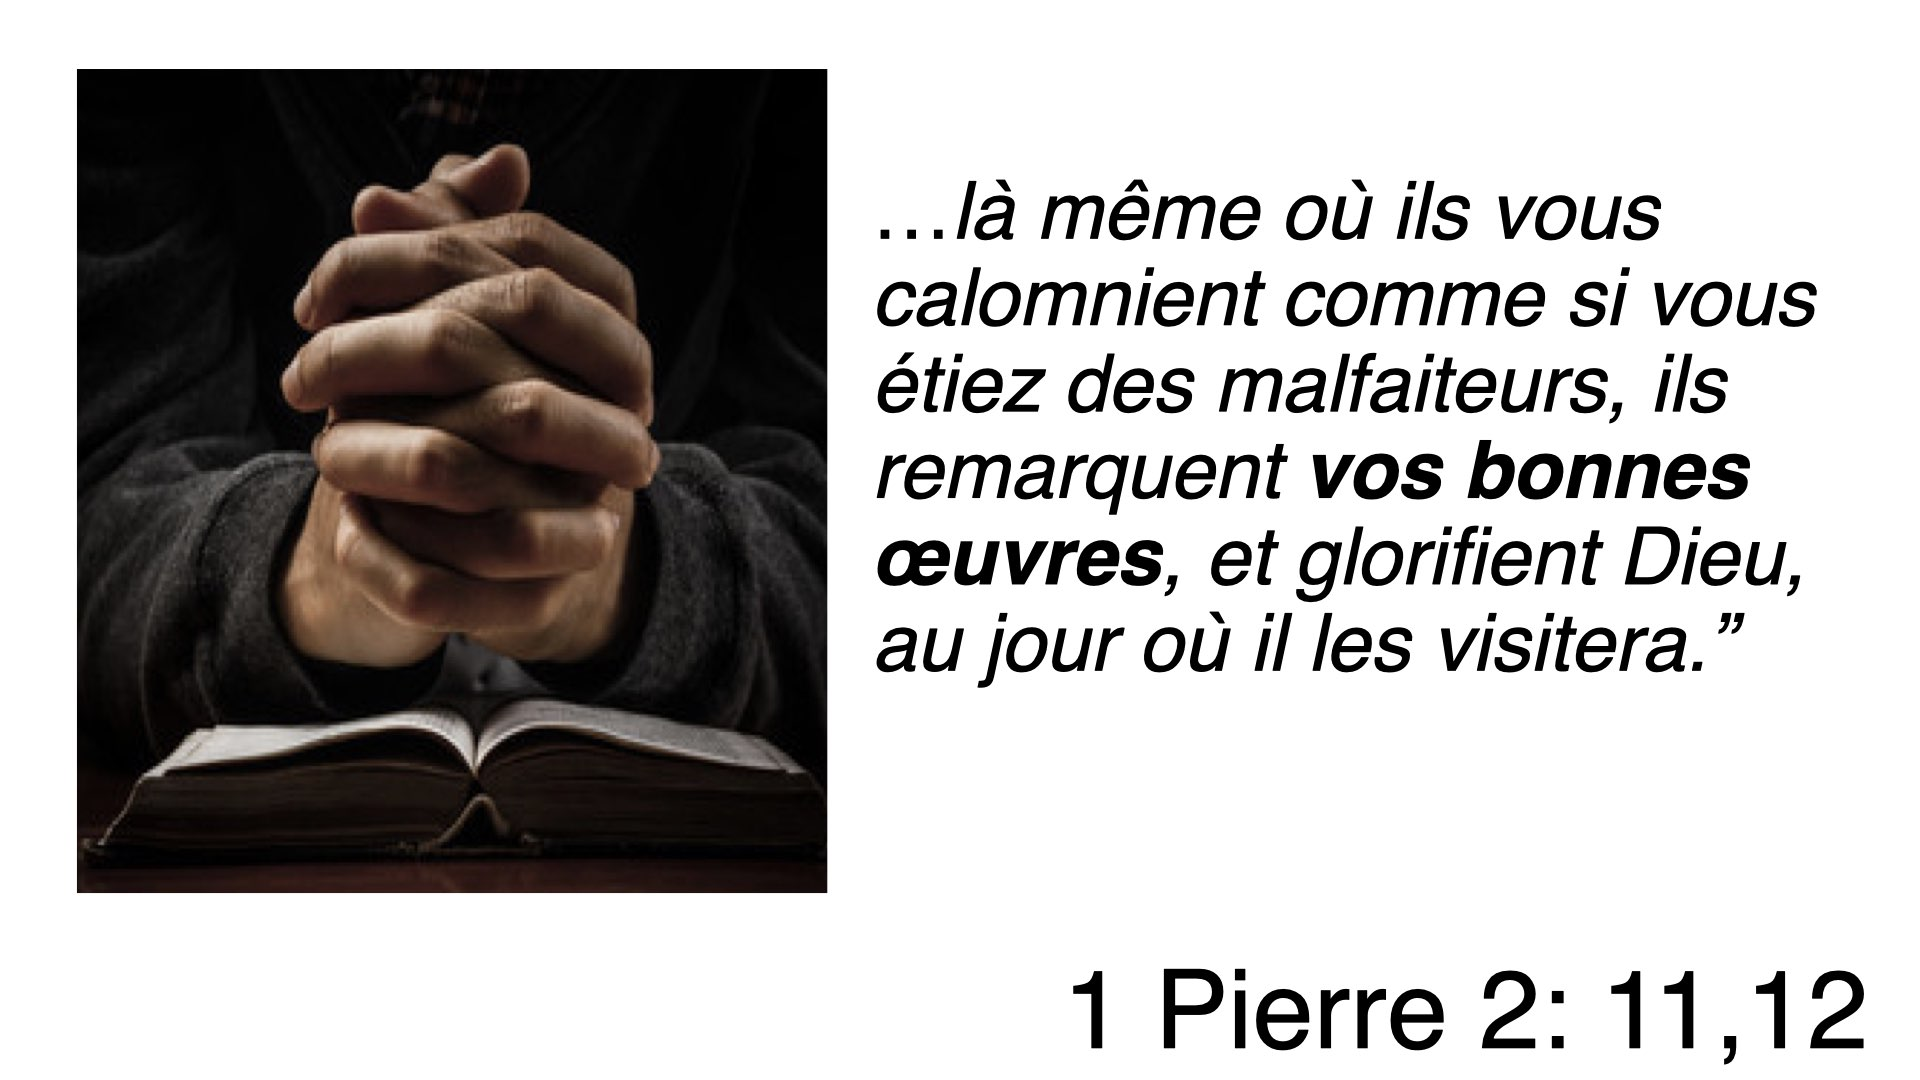 …là même où ils vous
calomnient comme si vous
étiez des malfaiteurs, ils
remarquent vos bonnes
œuvres, et glorifient Dieu,
au jour où il les visitera.”
1 Pierre 2: 11,12